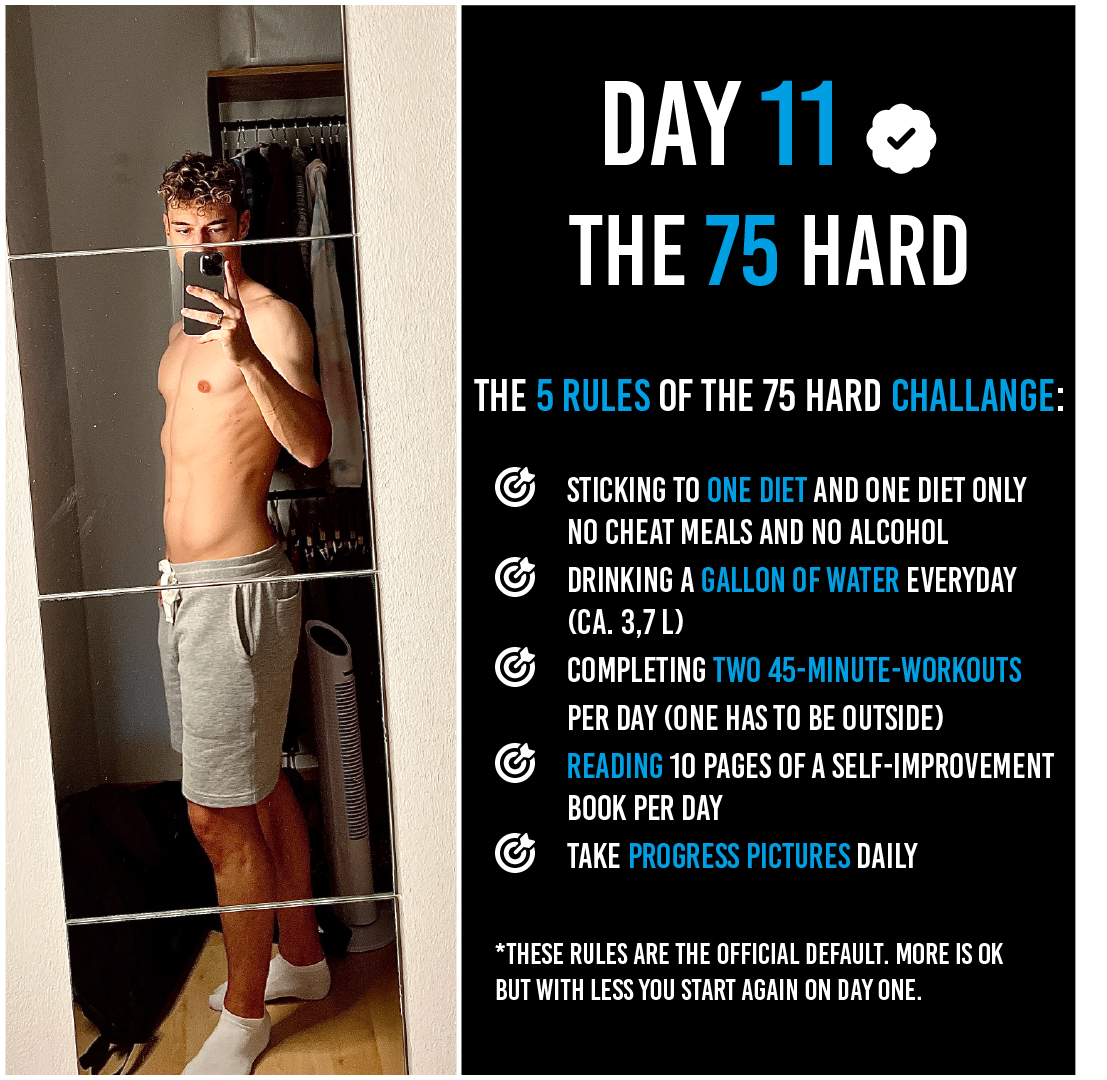 DAY 11
THE 75 HARD
THE 5 RULES OF THE 75 HARD CHALLANGE:
STICKING TO ONE DIET AND ONE DIET ONLY
NO CHEAT MEALS AND NO ALCOHOL
DRINKING A GALLON OF WATER EVERYDAY
(CA. 3,7 L)
COMPLETING TWO 45-MINUTE-WORKOUTS
PER DAY (ONE HAS TO BE OUTSIDE)
READING 10 PAGES OF A SELF-IMPROVEMENT
BOOK PER DAY
TAKE PROGRESS PICTURES DAILY
*THESE RULES ARE THE OFFICIAL DEFAULT. MORE IS OK
BUT WITH LESS YOU START AGAIN ON DAY ONE.